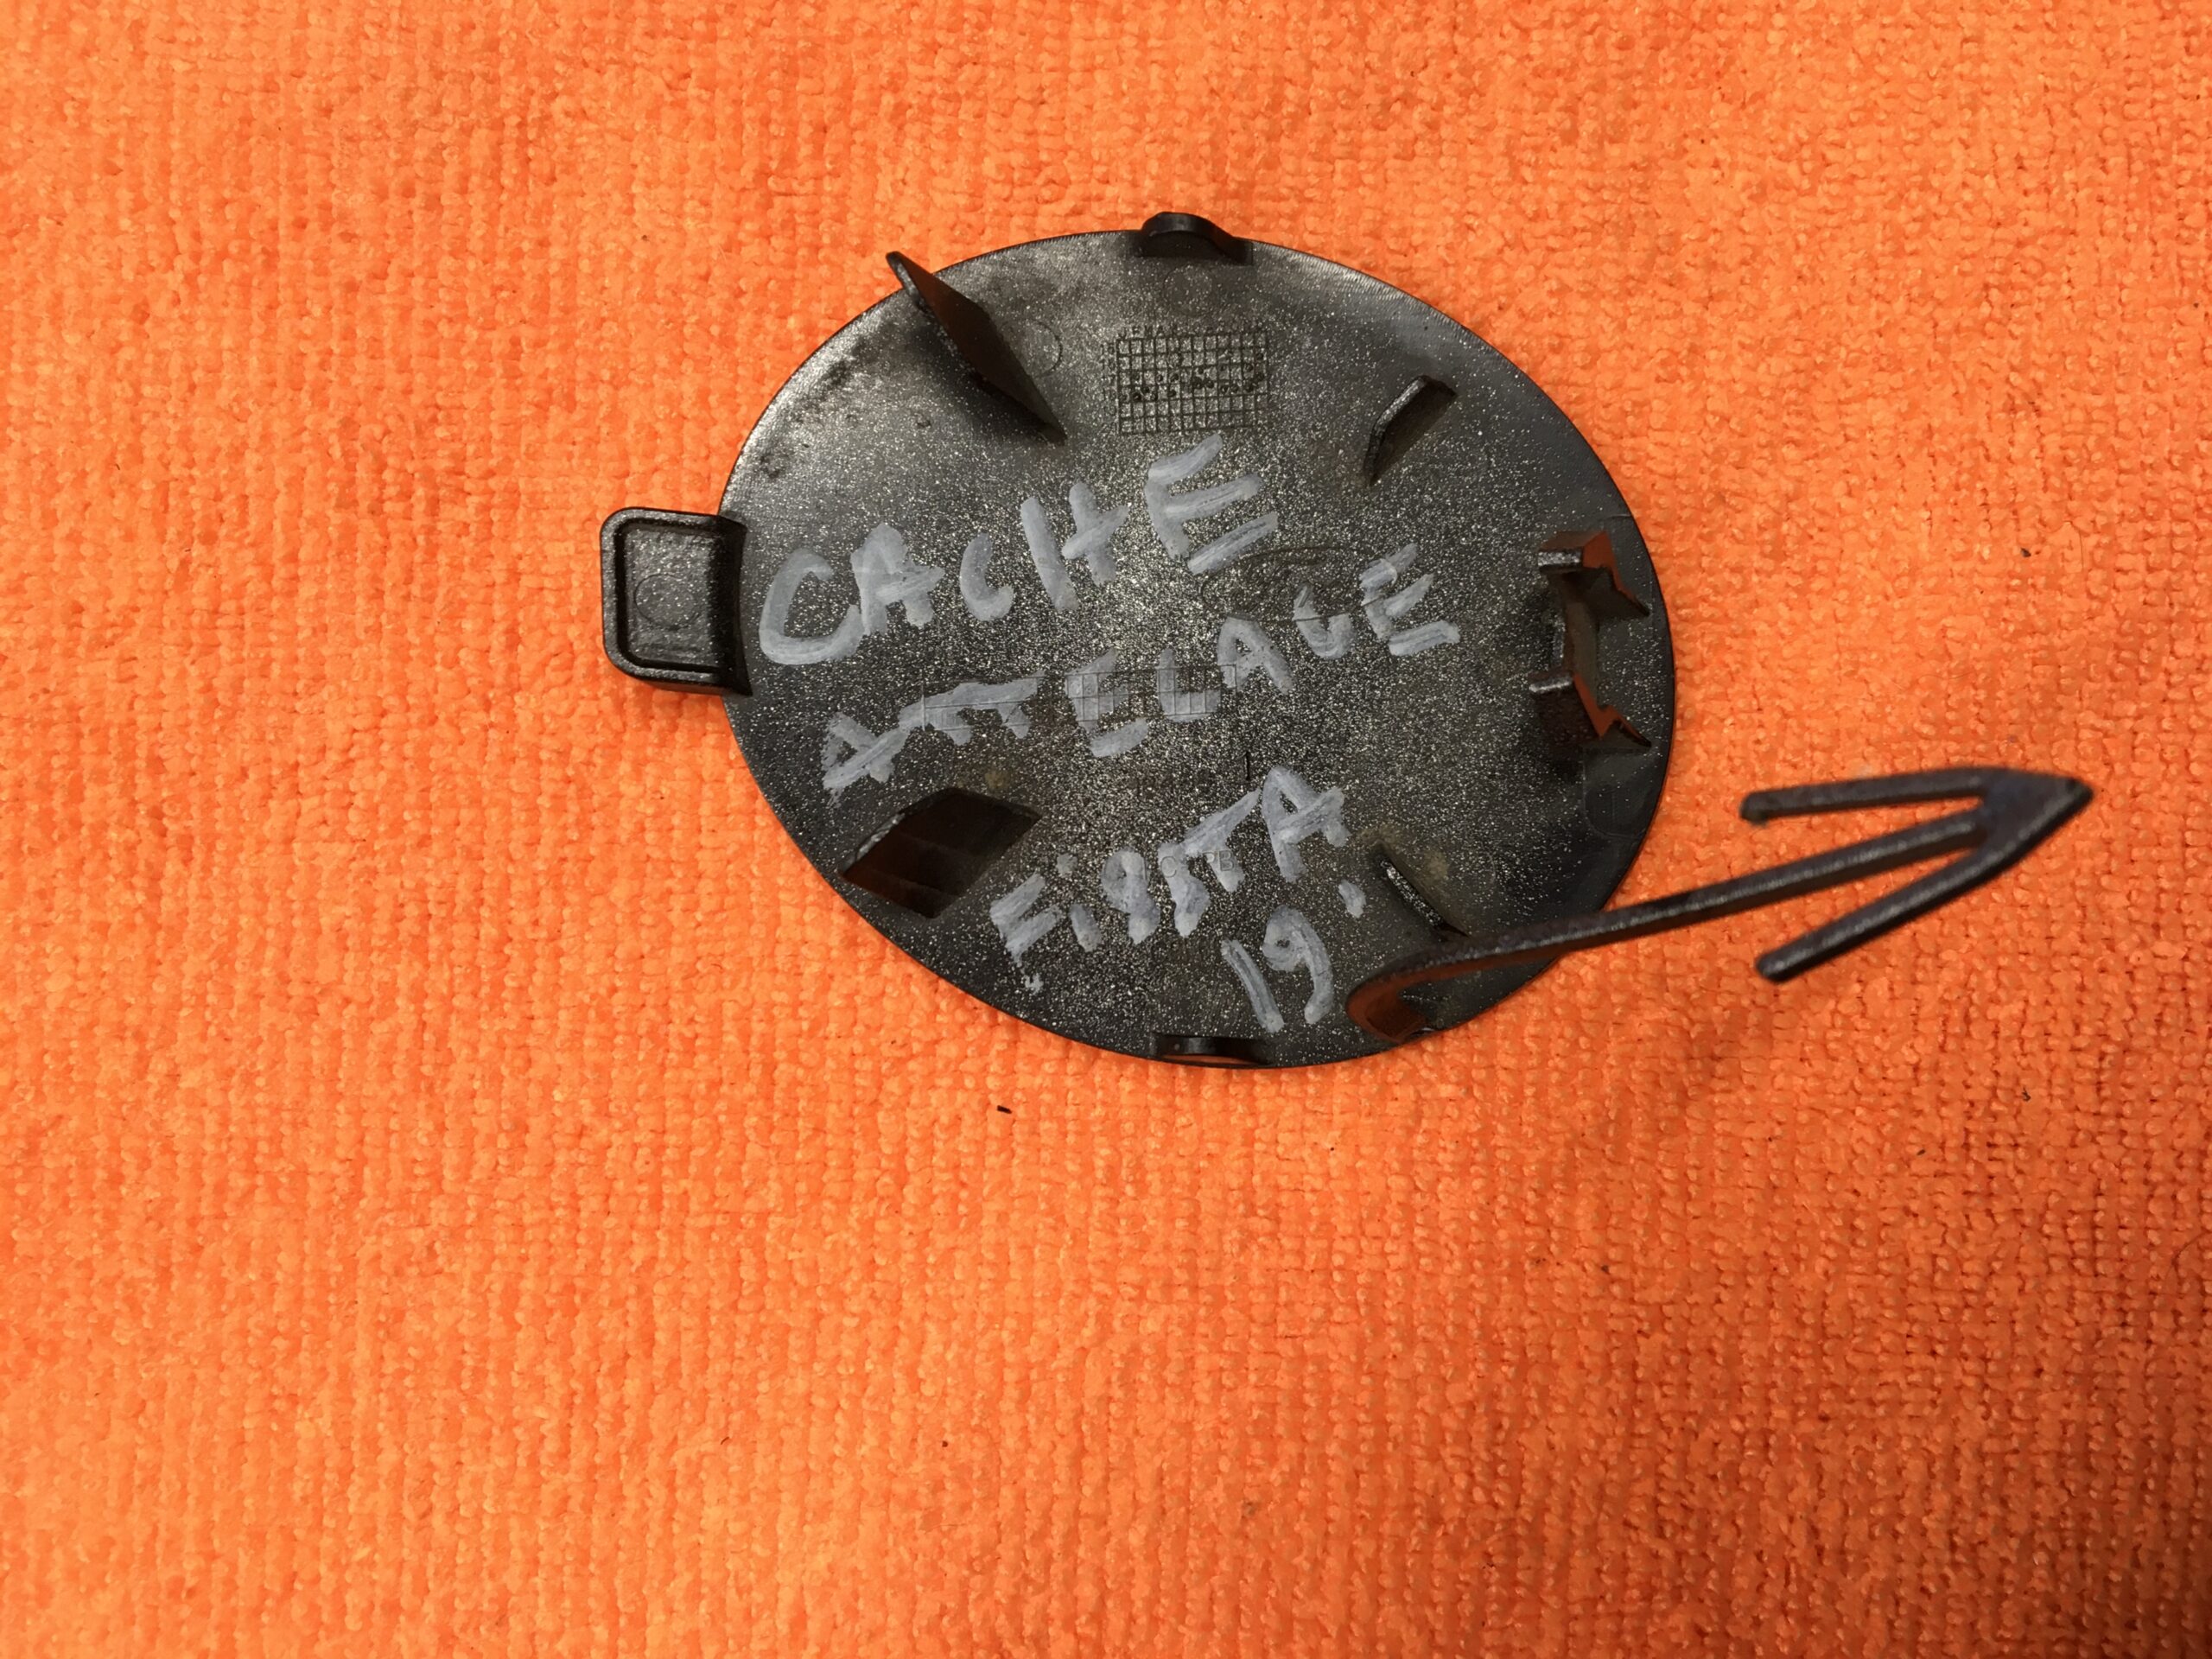 CACHE
ATTELAGE
FiESTA
19